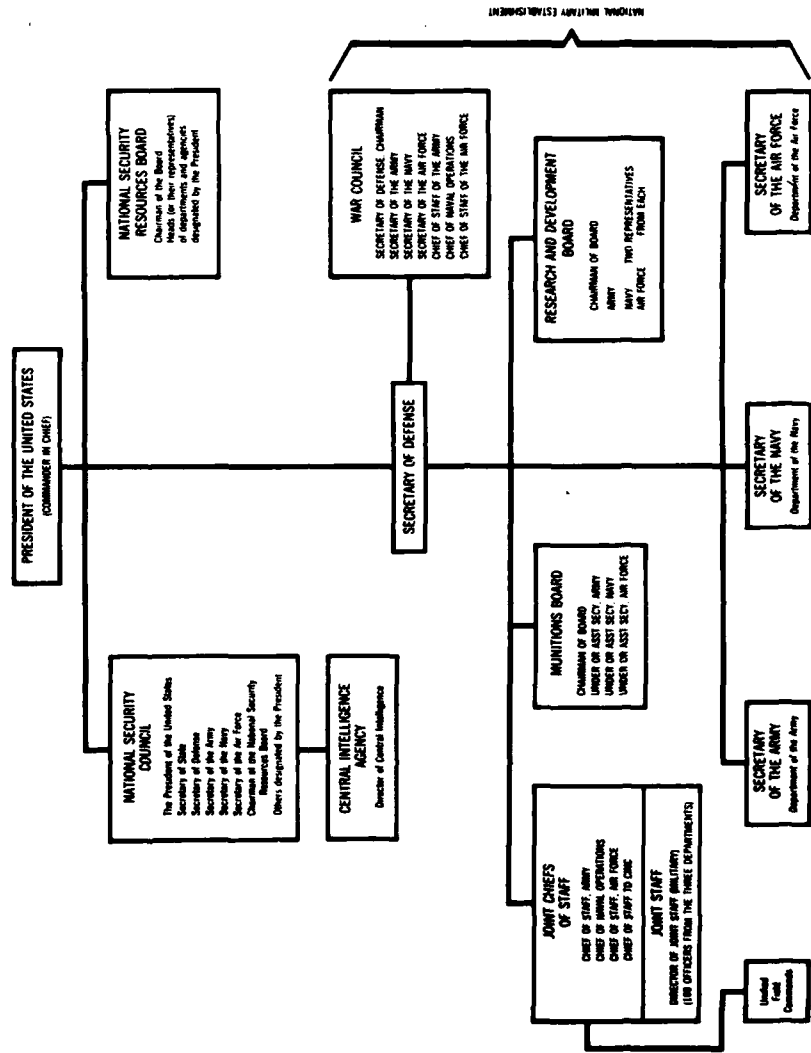 PRESIDENT OF THE UNITED STATES
(COMMANDER IN CHIEF)
NATIONAL SECURITY
COUNCIL
The President of the United States
Secretary of State
Secretary of Defense
Secretary of the Army
Secretary of the Navy
Secretary of the Air Force
Chairman of the National Security
Resources Board
Others designated by the President
NATIONAL SECURITY
RESOURCES BOARD
Chairman of the Board
Heads (or their representatives)
of departments and agencies
designated by the President
CENTRAL INTELLIGENCE
AGENCY
Director of Central Intelligence
SECRETARY OF DEFENSE
WAR COUNCIL
SECRETARY OF DEFENSE, CHAIRMAN
SECRETARY OF THE ARMY
SECRETARY OF THE NAVY
SECRETARY OF THE AIR FORCE
CHIEF OF STAFF OF THE ARMY
CHIEF OF NAVAL OPERATIONS
CHIEF OF STAFF OF THE AIR FORCE
NATIONAL MILITARY ESTABLISHMENT
JOINT CHIEFS
OF STAFF
CHIEF OF STAFF, ARMY
CHIEF OF NAVAL OPERATIONS
CHIEF OF STAFF, AIR FORCE
CHIEF OF STAFF TO CINC
JOINT STAFF
DIRECTOR OF JOINT STAFF (MILITARY)
(100 OFFICERS FROM THE THREE DEPARTMENTS)
MUNITIONS BOARD
CHAIRMAN OF BOARD
UNDER OR ASST SECY. ARMY
UNDER OR ASST SECY. NAVY
UNDER OR ASST SECY. AIR FORCE
RESEARCH AND DEVELOPMENT
BOARD
CHAIRMAN OF BOARD
ARMY
NAVY TWO REPRESENTATIVES
AIR FORCE FROM EACH
Unified
Field
Commands
SECRETARY
OF THE ARMY
Department of the Army
SECRETARY
OF THE NAVY
Department of the Navy
SECRETARY
OF THE AIR FORCE
Department of the Air Force